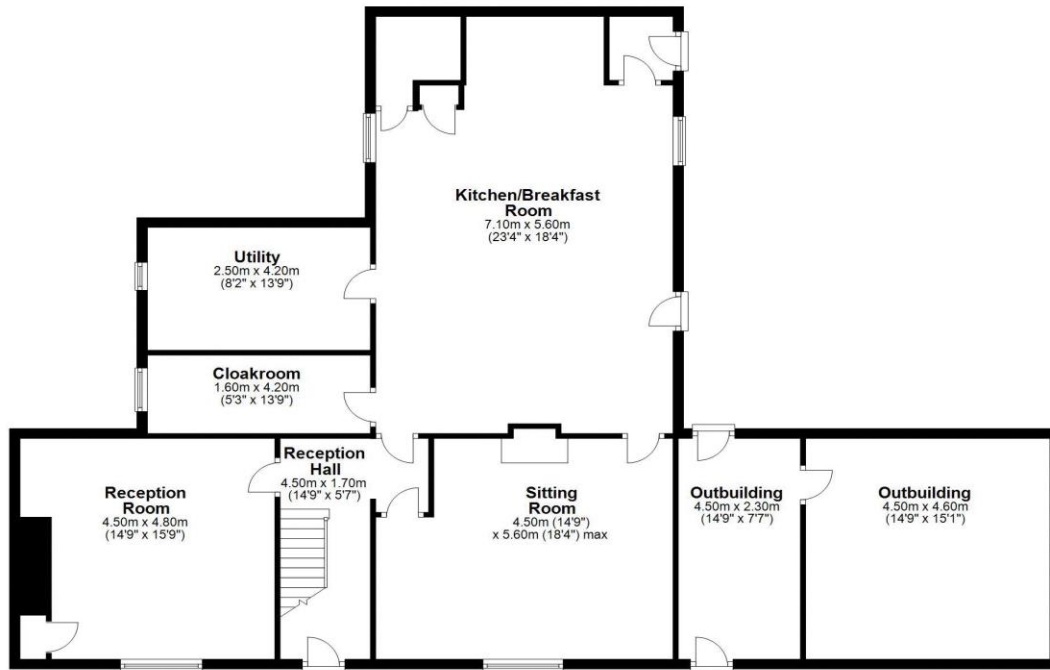 Kitchen/Breakfast
Room
7.10m x 5.60m
(23'4" x 18'4")
Utility
2.50m x 4.20m
(8'2" x 13'9")
Cloakroom
1.60m x 4.20m
(5'3" x 13'9")
Reception
Room
4.50m x 4.80m
(14'9" x 15'9")
Reception
Hall
4.50m x 1.70m
(14'9" x 5'7")
Sitting
Room
4.50m (14'9")
x 5.60m (18'4") max
Outbuilding
4.50m x 2.30m
(14'9" x 7'7")
Outbuilding
4.50m x 4.60m
(14'9" x 15'1")